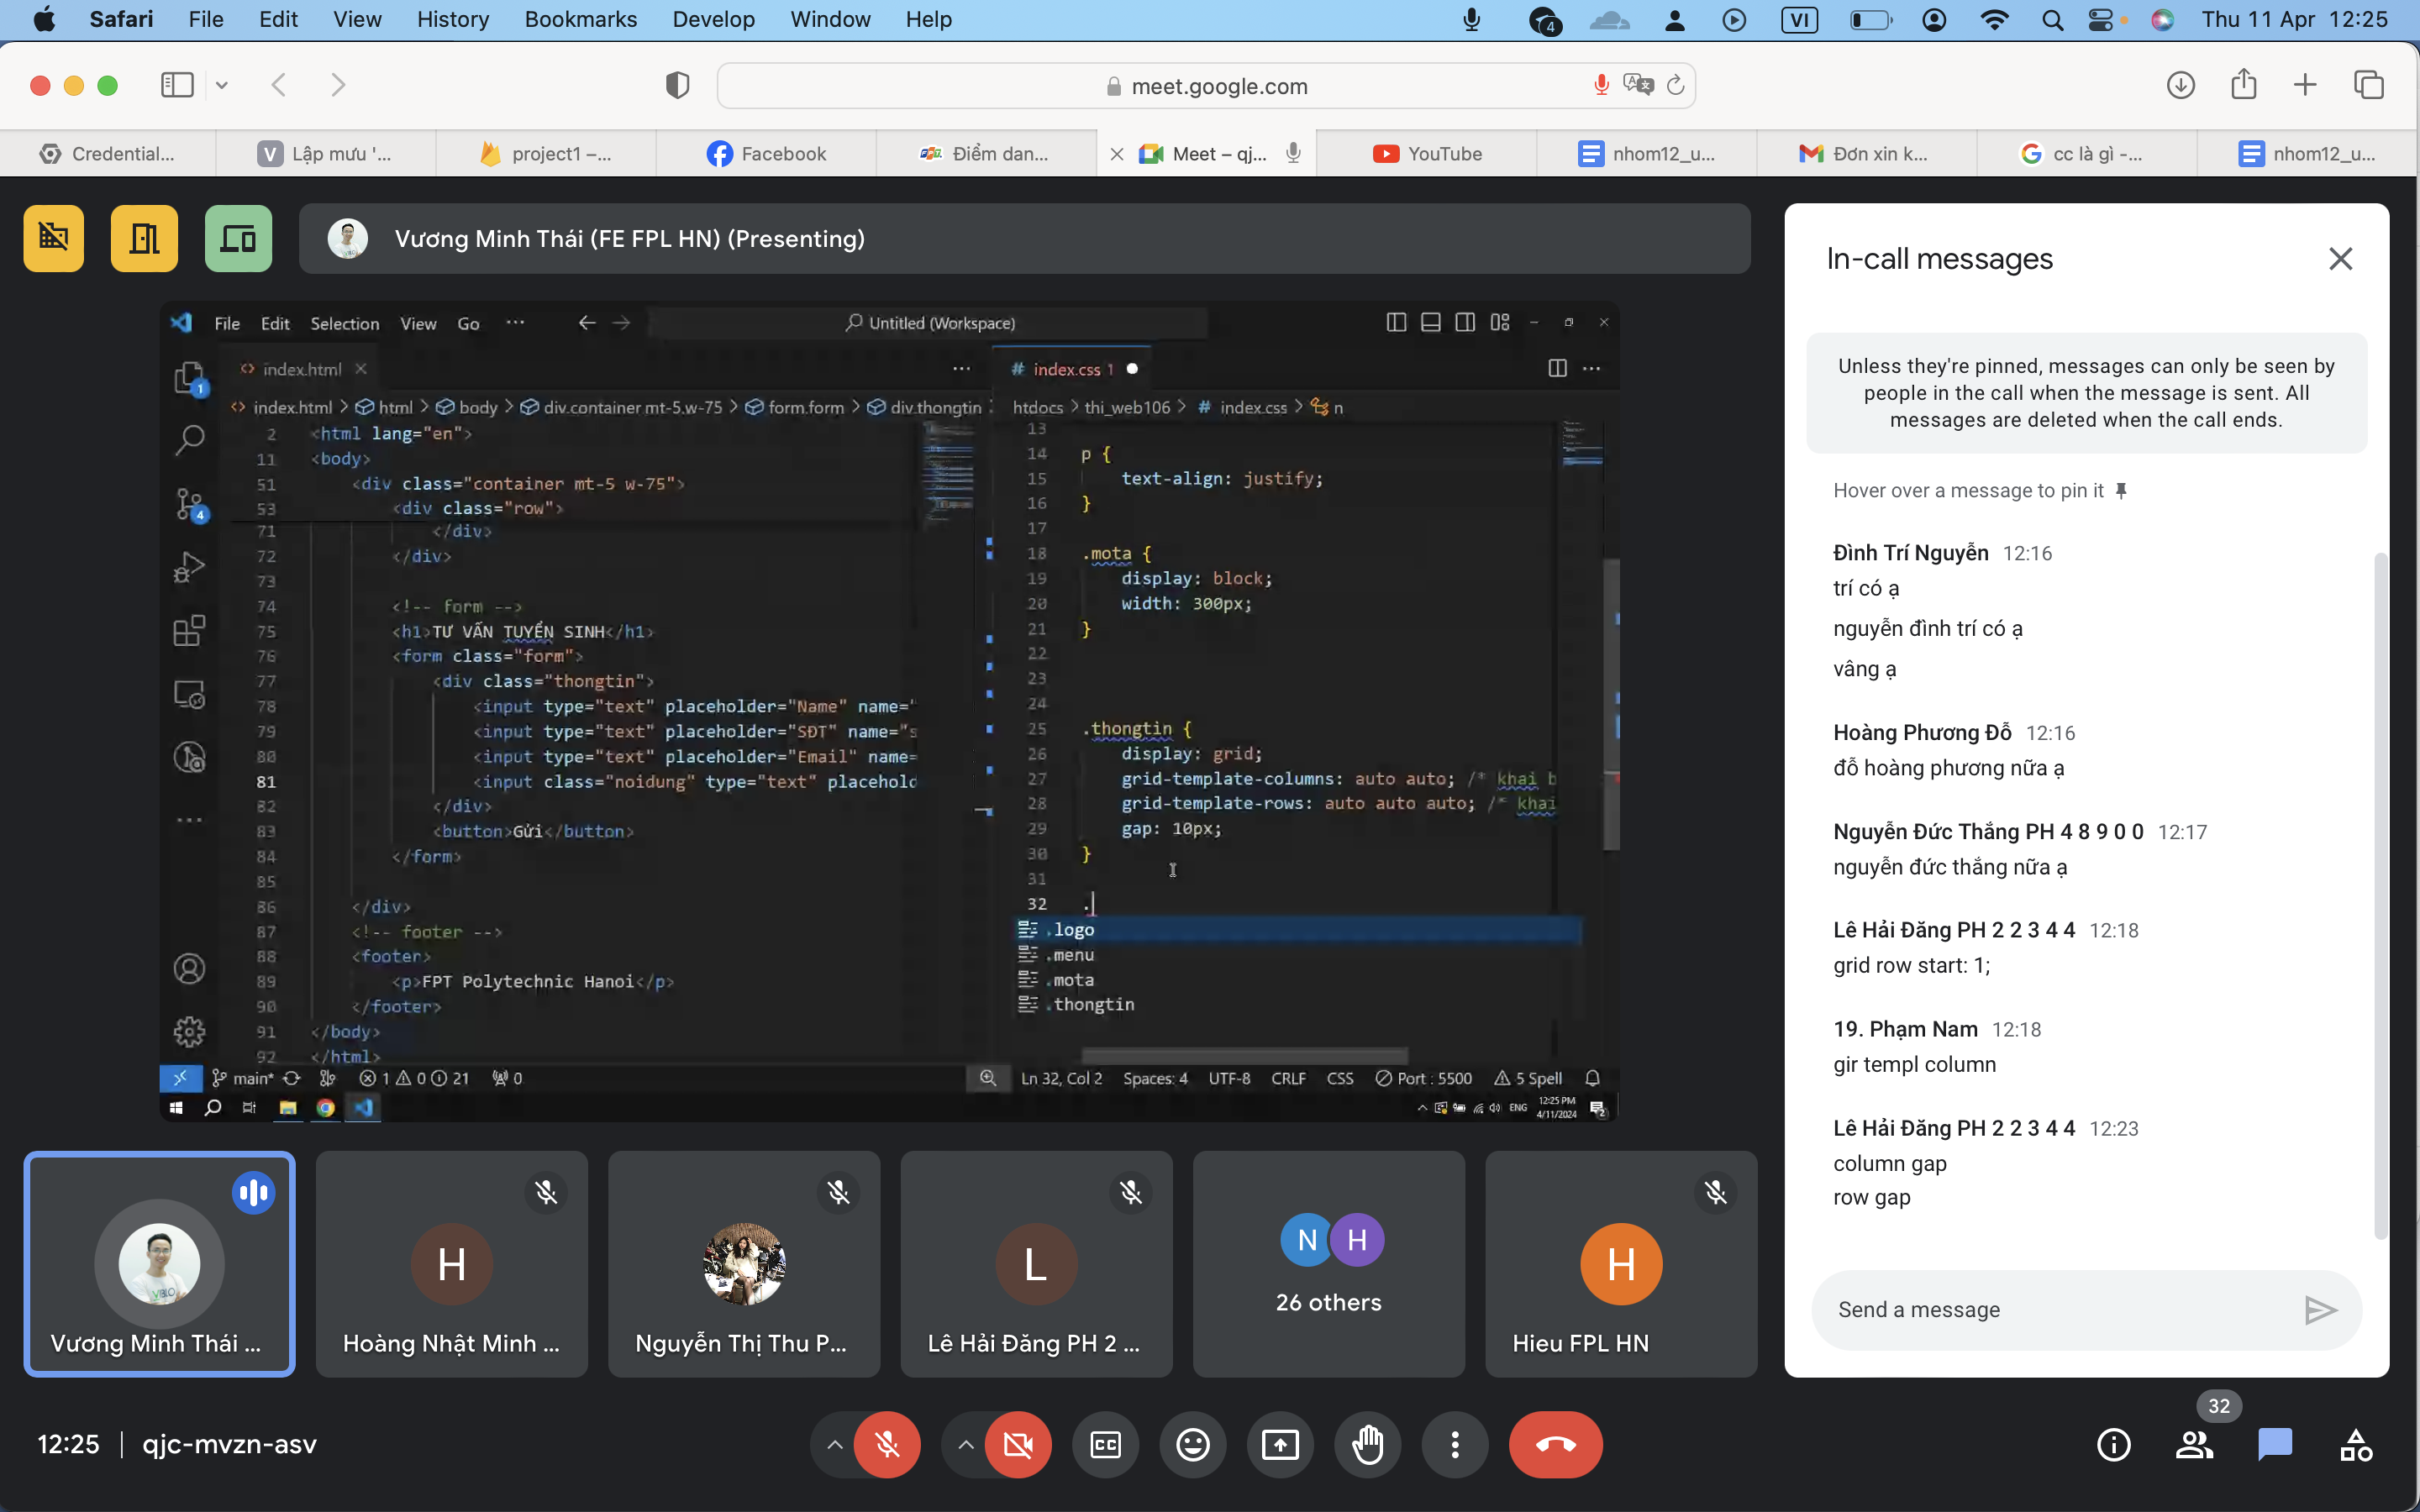 Safari File Edit View History Bookmarks Develop Window Help 4 VI Thu 11 Apr 12:25
meet.google.com
Credential... V Lập mưu '... project1 –... Facebook Điểm dan... Meet – qj... YouTube nhom12_u... Đơn xin k... cc là gì -... nhom12_u...
Vương Minh Thái (FE FPL HN) (Presenting)
File Edit Selection View Go ··· Untitled (Workspace)
index.html
index.html > html > body > div.container mt-5.w-75 > form.form > div.thongtin
2 <html lang="en">
11 <body>
51 <div class="container mt-5 w-75">
53 <div class="row">
71 </div>
72 </div>
73
74 <!-- form -->
75 <h1>TƯ VẤN TUYỂN SINH</h1>
76 <form class="form">
77 <div class="thongtin">
78 <input type="text" placeholder="Name" name="
79 <input type="text" placeholder="SĐT" name="s
80 <input type="text" placeholder="Email" name=
81 <input class="noidung" type="text" placehold
82 </div>
83 <button>Gửi</button>
84 </form>
85
86 </div>
87 <!-- footer -->
88 <footer>
89 <p>FPT Polytechnic Hanoi</p>
90 </footer>
91 </body>
92 </html>
# index.css 1
htdocs > thi_web106 > # index.css > n
13
14 p {
15 text-align: justify;
16 }
17
18 .mota {
19 display: block;
20 width: 300px;
21 }
22
23
24
25 .thongtin {
26 display: grid;
27 grid-template-columns: auto auto; /* khai b
28 grid-template-rows: auto auto auto; /* khai
29 gap: 10px;
30 }
31
32 .
.logo
.menu
.mota
.thongtin
1
4
main* 1 0 21 0 Ln 32, Col 2 Spaces: 4 UTF-8 CRLF CSS Port : 5500 5 Spell
ENG 12:25 PM
4/11/2024 2
In-call messages
Unless they're pinned, messages can only be seen by
people in the call when the message is sent. All
messages are deleted when the call ends.
Hover over a message to pin it
Đình Trí Nguyễn 12:16
trí có ạ
nguyễn đình trí có ạ
vâng ạ
Hoàng Phương Đỗ 12:16
đỗ hoàng phương nữa ạ
Nguyễn Đức Thắng PH 4 8 9 0 0 12:17
nguyễn đức thắng nữa ạ
Lê Hải Đăng PH 2 2 3 4 4 12:18
grid row start: 1;
19. Phạm Nam 12:18
gir templ column
Lê Hải Đăng PH 2 2 3 4 4 12:23
column gap
row gap
Send a message
VIBLO
H
L
N H
26 others
H
Vương Minh Thái ... Hoàng Nhật Minh ... Nguyễn Thị Thu P... Lê Hải Đăng PH 2 ... Hieu FPL HN
12:25 | qjc-mvzn-asv
CC
32